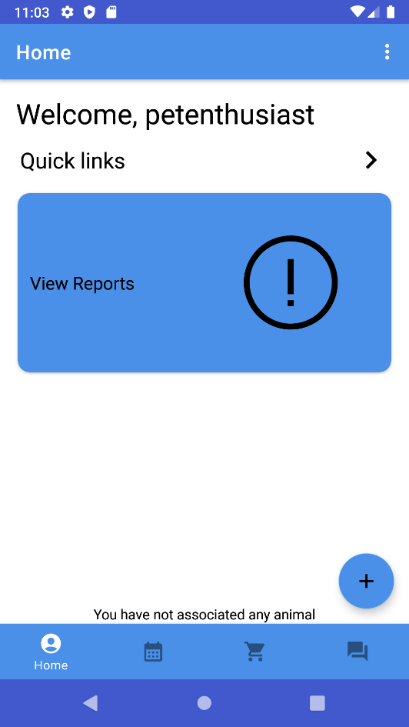 11:03
Home
Welcome, petenthusiast
Quick links
View Reports
You have not associated any animal
Home